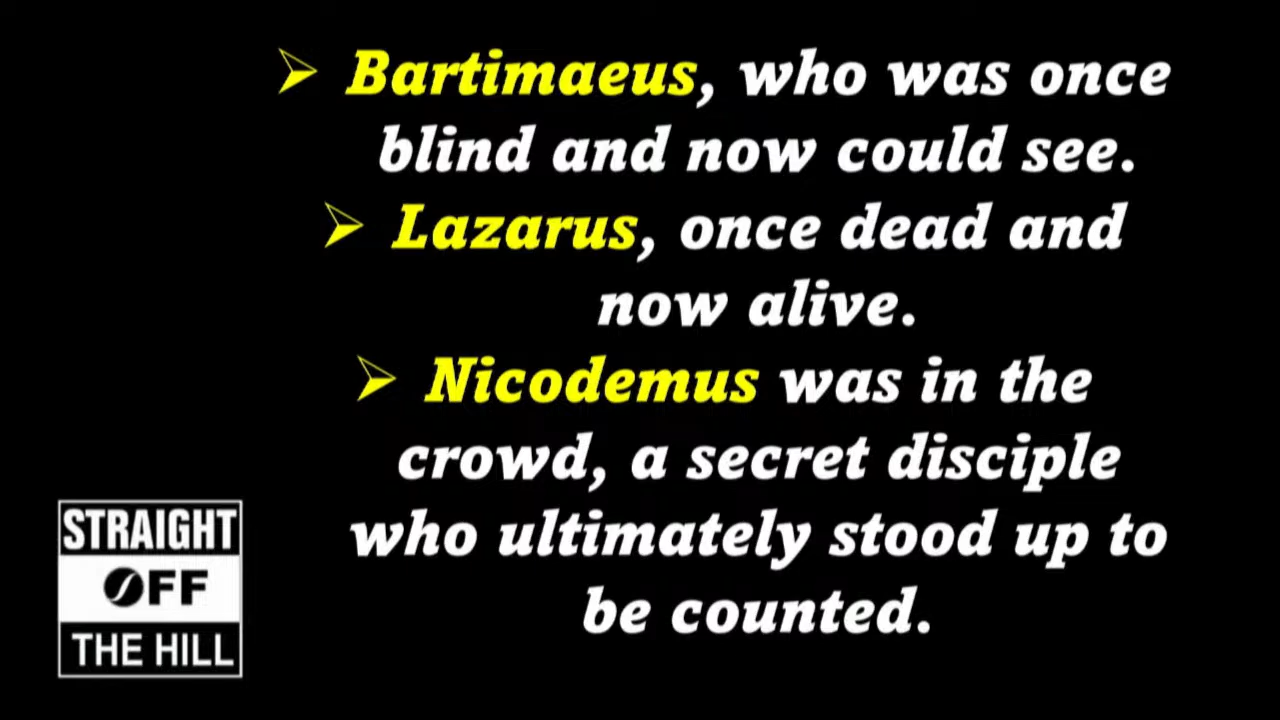 ➢ Bartimaeus, who was once
blind and now could see.
➢ Lazarus, once dead and
now alive.
➢ Nicodemus was in the
crowd, a secret disciple
who ultimately stood up to
be counted.
STRAIGHT
OFF
THE HILL